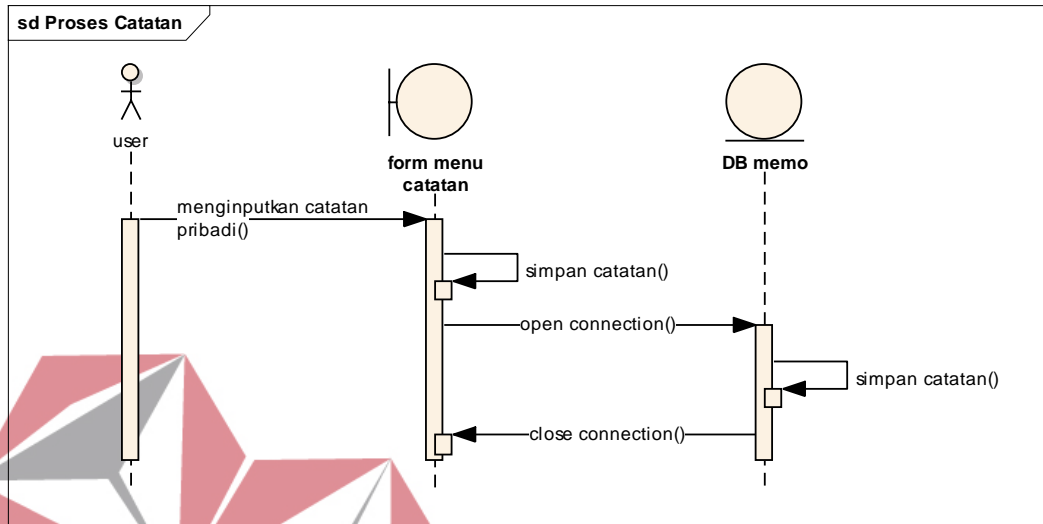 sd Proses Catatan
user
form menu
catatan
DB memo
menginputkan catatan
pribadi()
simpan catatan()
open connection()
simpan catatan()
close connection()